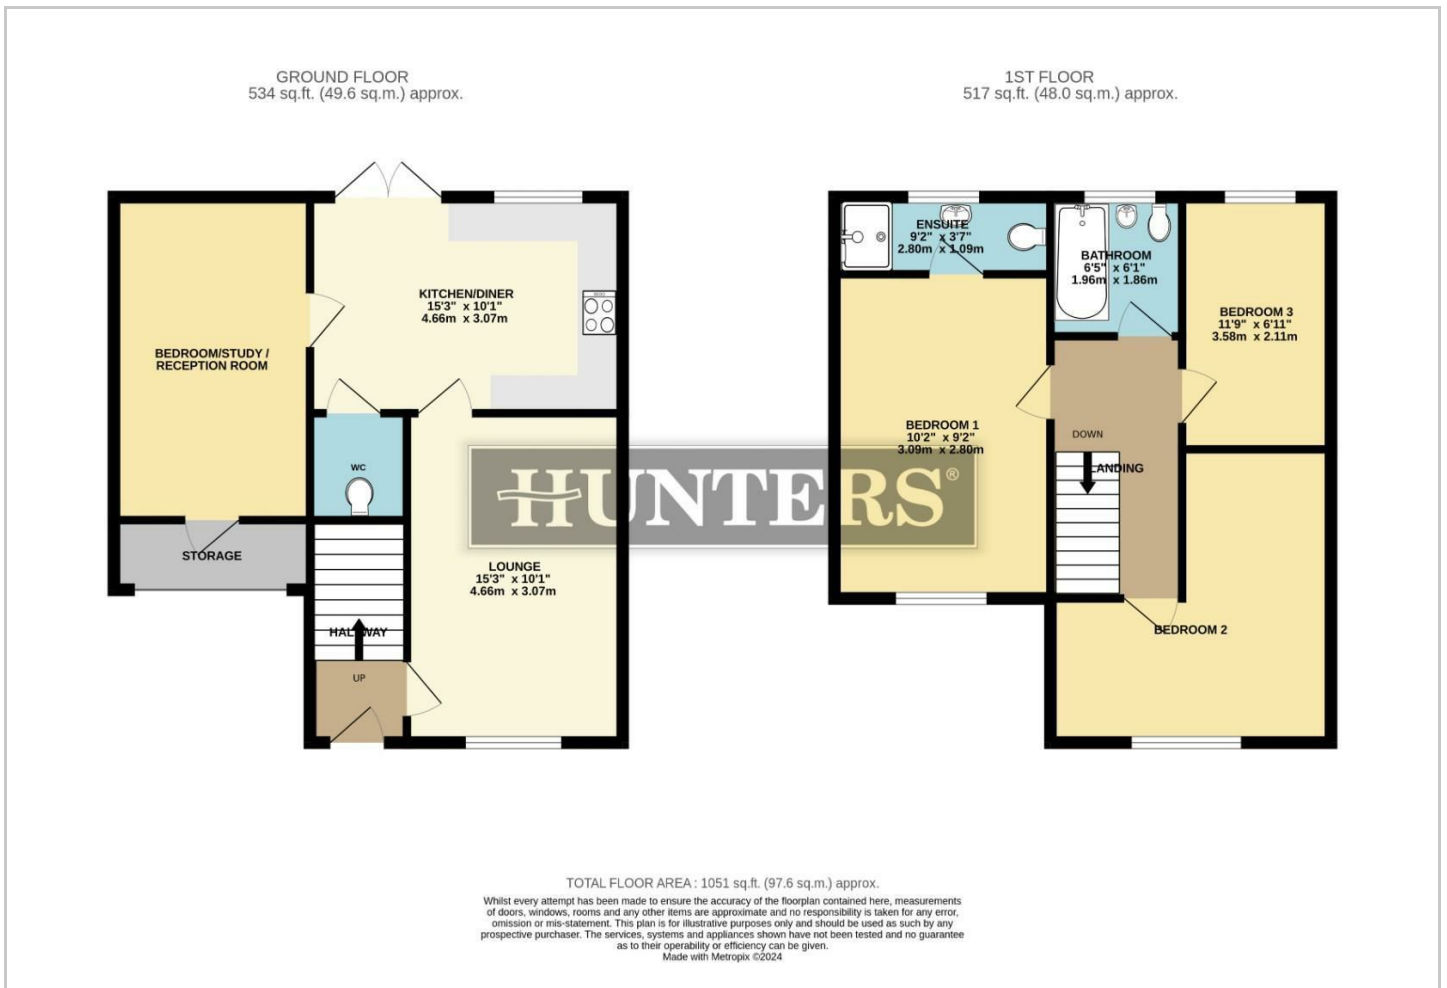 GROUND FLOOR
534 sq.ft. (49.6 sq.m.) approx.
1ST FLOOR
517 sq.ft. (48.0 sq.m.) approx.
KITCHEN/DINER
15'3" x 10'1"
4.66m x 3.07m
BEDROOM/STUDY /
RECEPTION ROOM
WC
STORAGE
LOUNGE
15'3" x 10'1"
4.66m x 3.07m
HALLWAY
UP
ENSUITE
9'2" x 3'7"
2.80m x 1.09m
BATHROOM
6'5" x 6'1"
1.96m x 1.86m
BEDROOM 3
11'9" x 6'11"
3.58m x 2.11m
BEDROOM 1
10'2" x 9'2"
3.09m x 2.80m
DOWN
LANDING
BEDROOM 2
HUNTERS®
TOTAL FLOOR AREA : 1051 sq.ft. (97.6 sq.m.) approx.
Whilst every attempt has been made to ensure the accuracy of the floorplan contained here, measurements
of doors, windows, rooms and any other items are approximate and no responsibility is taken for any error,
omission or mis-statement. This plan is for illustrative purposes only and should be used as such by any
prospective purchaser. The services, systems and appliances shown have not been tested and no guarantee
as to their operability or efficiency can be given.
Made with Metropix ©2024